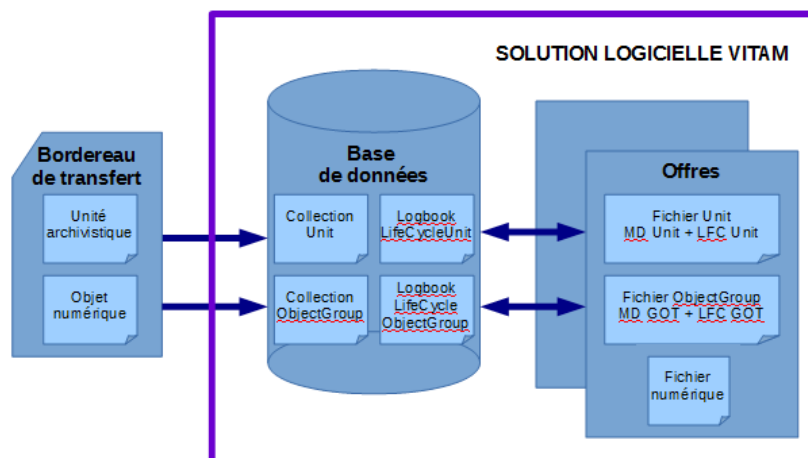 SOLUTION LOGICIELLE VITAM
Bordereau
de transfert
Unité
archivistique
Objet
numérique
Base
de données
Collection
Unit
Logbook
LifeCycleUnit
Collection
ObjectGroup
Logbook
LifeCycle
ObjectGroup
Offres
Fichier Unit
MD Unit + LFC Unit
Fichier ObjectGroup
MD GOT + LFC GOT
Fichier
numérique